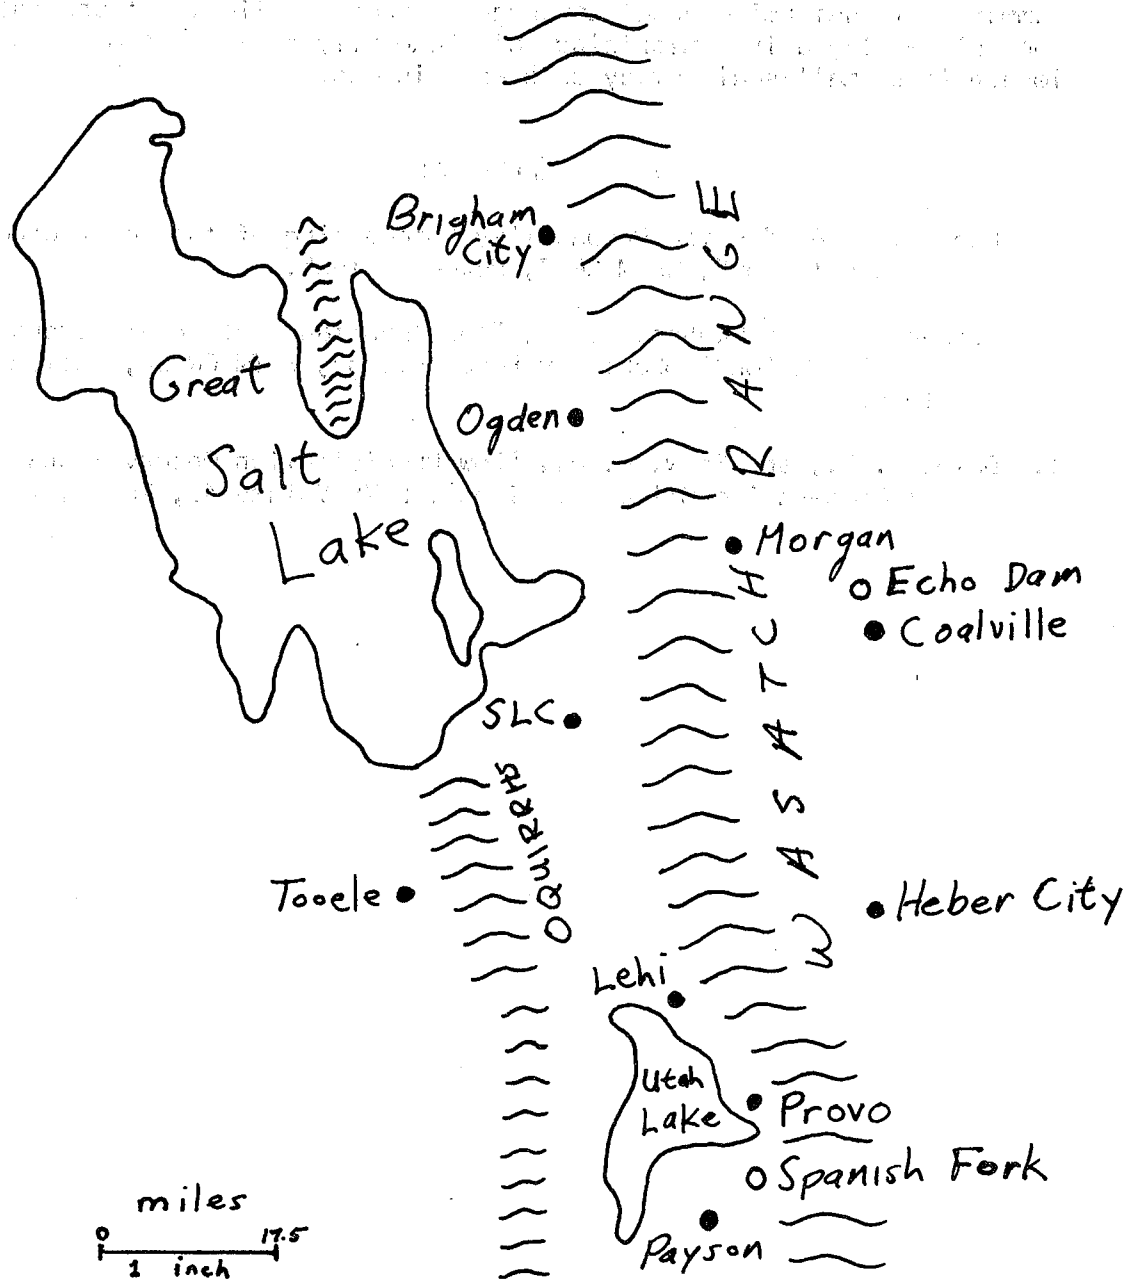 Brigham
City
Great
Salt
Lake
Ogden
WASATCH RANGE
Morgan
Echo Dam
Coalville
SLC
OQUIRRHS
Tooele
Heber City
Lehi
Utah
Lake
Provo
Spanish Fork
Payson
miles
0 17.5
1 inch